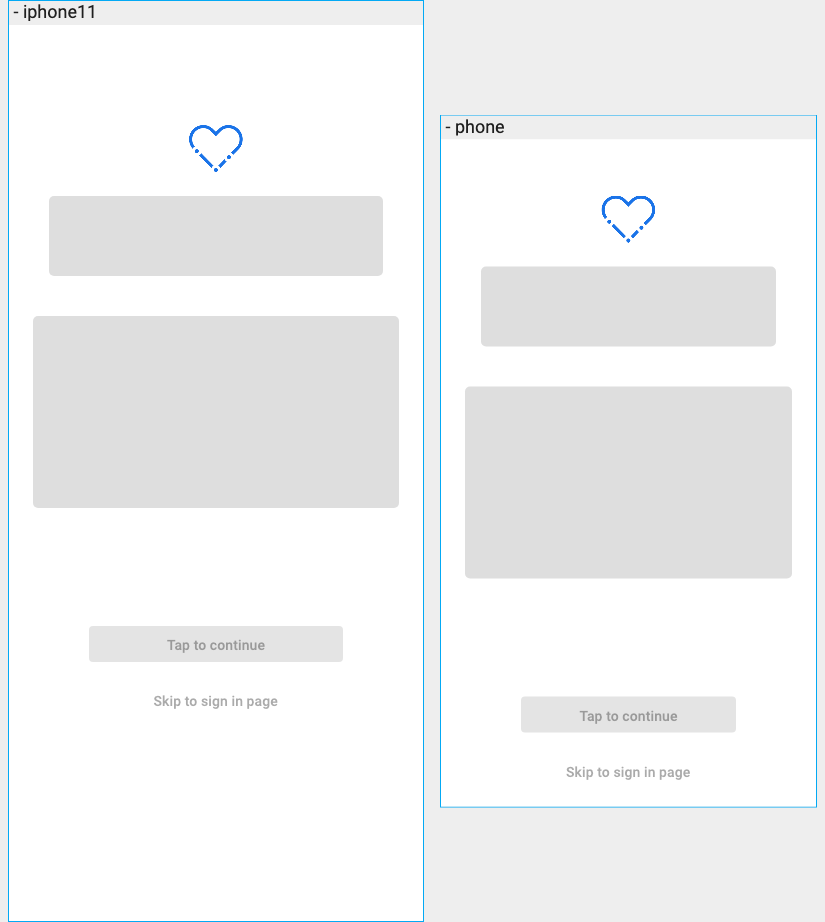 - iphone11
Tap to continue
Skip to sign in page
- phone
Tap to continue
Skip to sign in page